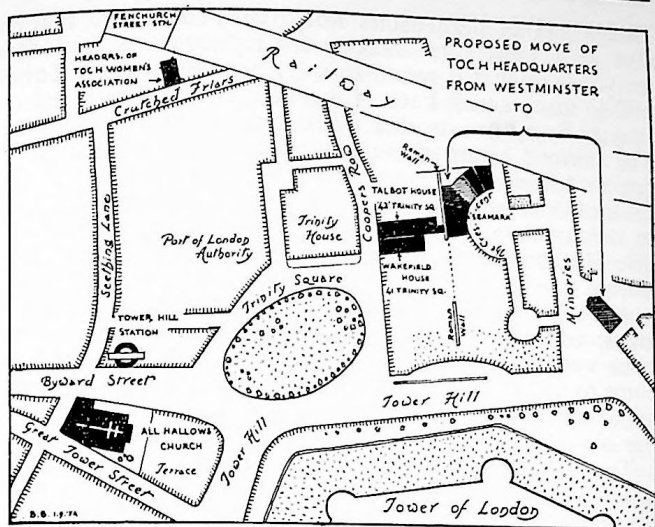 FENCHURCH
STREET STN.
HEADQRS. OF
TOC H WOMEN'S
ASSOCIATION
Crutched Friars
Railway
PROPOSED MOVE OF
TOC H HEADQUARTERS
FROM WESTMINSTER
TO
Seething Lane
Port of London
Authority
Trinity
House
Coopers Row
Roman
Wall
TALBOT HOUSE
42 TRINITY SQ.
"SEAMARK"
The Crescent
WAKEFIELD
HOUSE
41 TRINITY SQ.
Roman
Wall
Minories
Trinity Square
TOWER HILL
STATION
Byward Street
ALL HALLOWS
CHURCH
Terrace
Great Tower Street
Tower Hill
Tower Hill
Tower of London